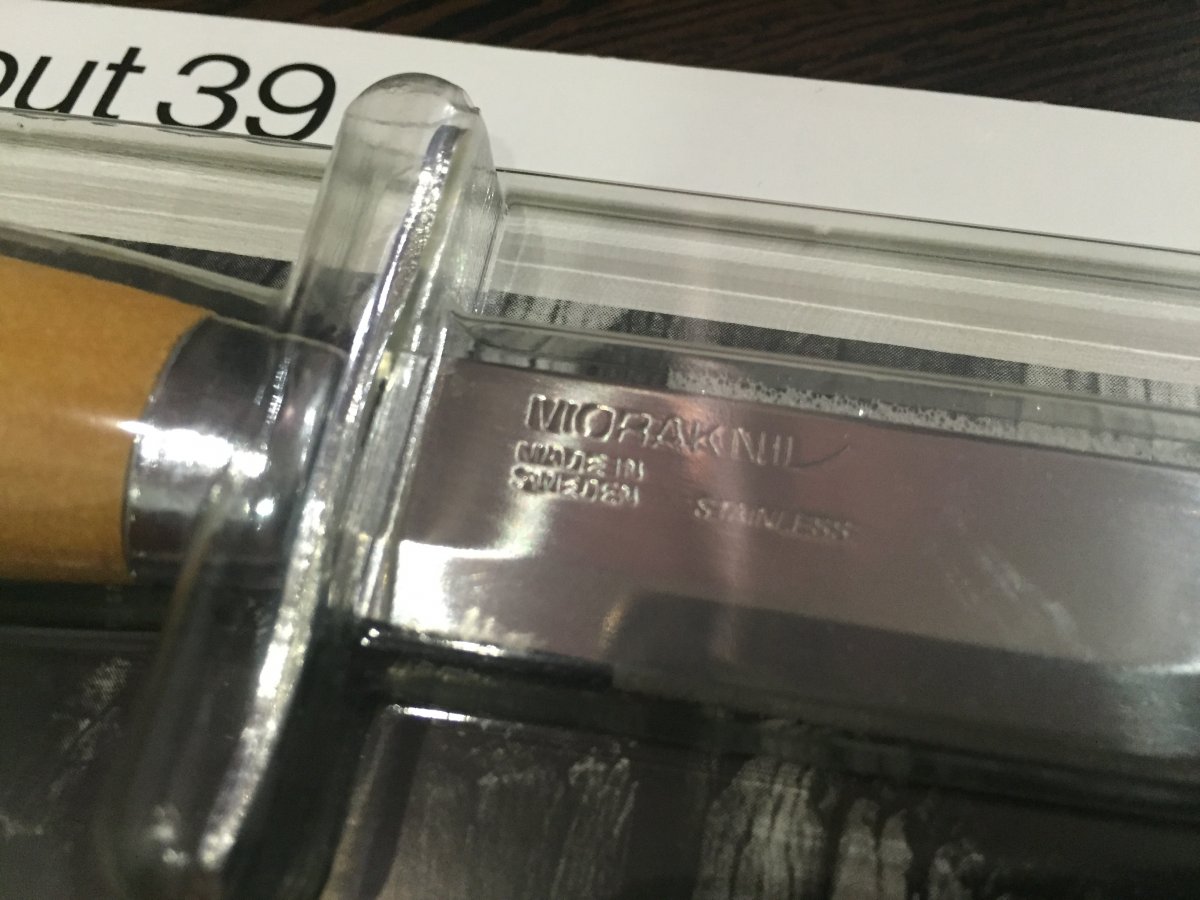 out 39
MORAKNIV
MADE IN
SWEDEN
STAINLESS